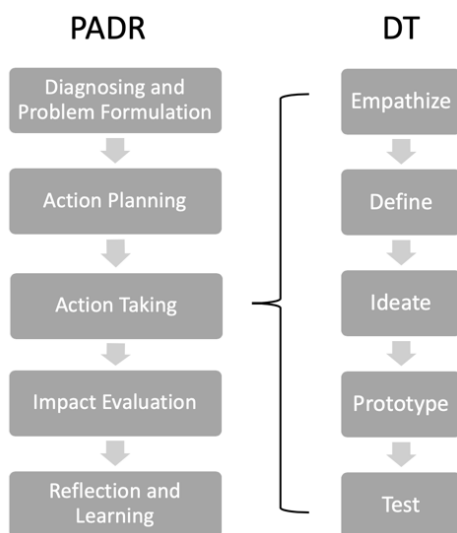 PADR
Diagnosing and
Problem Formulation
Action Planning
Action Taking
Impact Evaluation
Reflection and
Learning
DT
Empathize
Define
Ideate
Prototype
Test